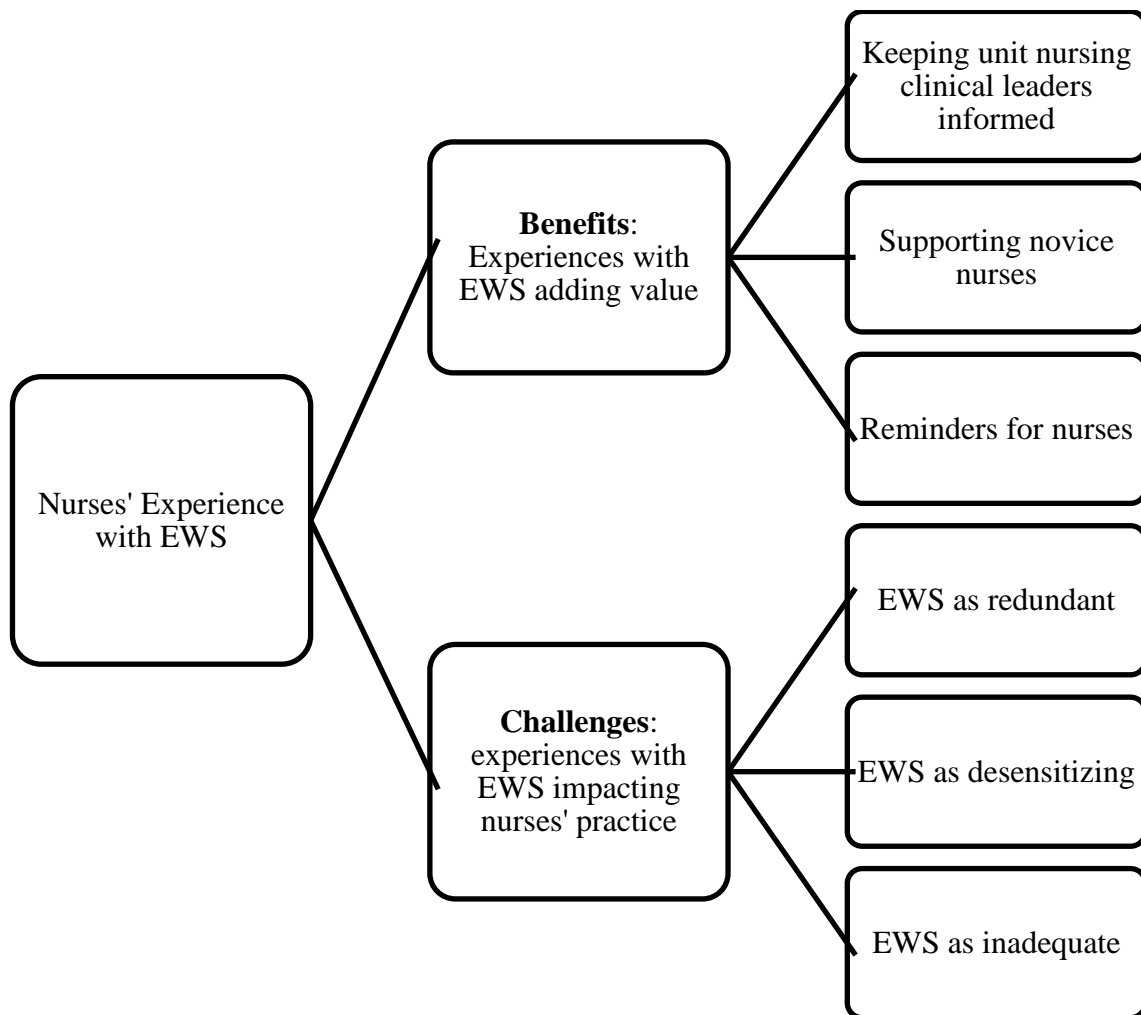 Nurses' Experience
with EWS
Benefits:
Experiences with
EWS adding value
Keeping unit nursing
clinical leaders
informed
Supporting novice
nurses
Reminders for nurses
Challenges:
experiences with
EWS impacting
nurses' practice
EWS as redundant
EWS as desensitizing
EWS as inadequate